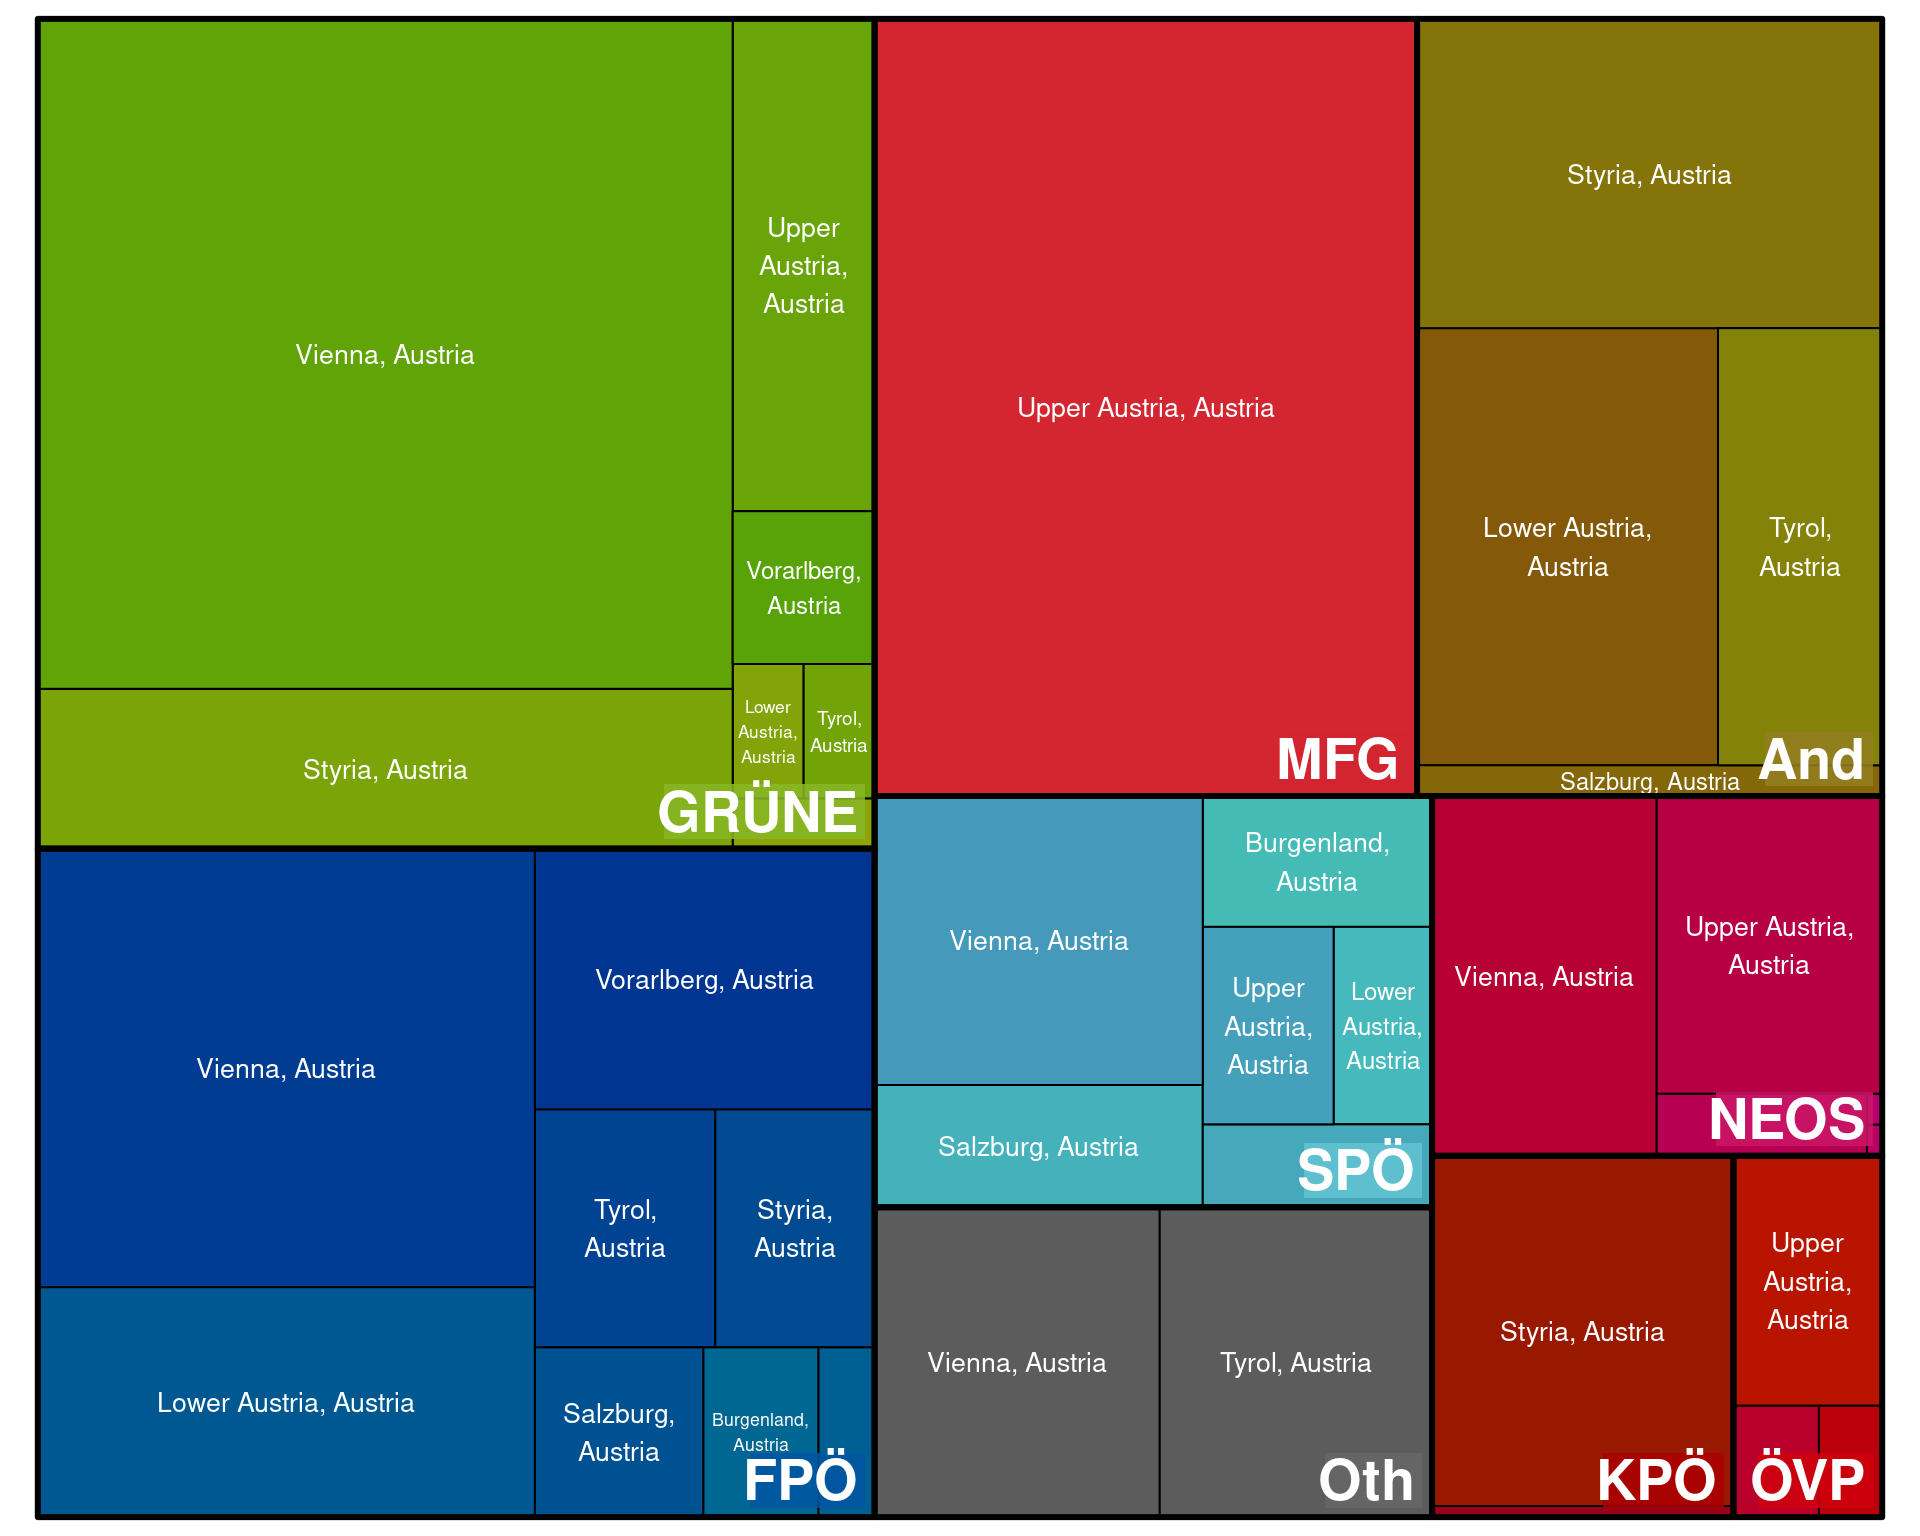 Vienna, Austria
Upper
Austria,
Austria
Vorarlberg,
Austria
Lower
Austria,
Austria
Tyrol,
Austria
Styria, Austria
GRÜNE
Upper Austria, Austria
MFG
Styria, Austria
Lower Austria,
Austria
Tyrol,
Austria
Salzburg, Austria
And
Vienna, Austria
Vorarlberg, Austria
Tyrol,
Austria
Styria,
Austria
Lower Austria, Austria
Salzburg,
Austria
Burgenland,
Austria
FPÖ
Vienna, Austria
Burgenland,
Austria
Upper
Austria,
Austria
Lower
Austria,
Austria
Salzburg, Austria
SPÖ
Vienna, Austria
Upper Austria,
Austria
NEOS
Vienna, Austria
Tyrol, Austria
Oth
Styria, Austria
KPÖ
Upper
Austria,
Austria
ÖVP